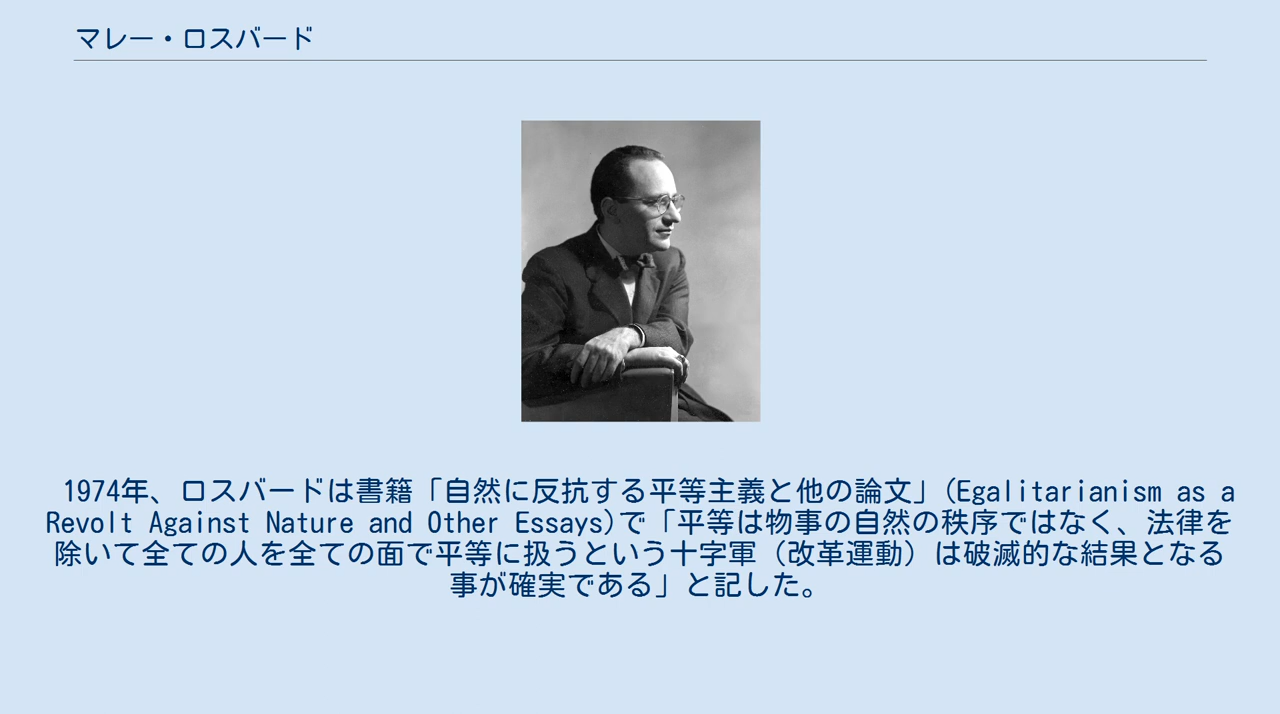 マレー・ロスバード
1974年、ロスバードは書籍「自然に反抗する平等主義と他の論文」(Egalitarianism as a
Revolt Against Nature and Other Essays)で「平等は物事の自然の秩序ではなく、法律を
除いて全ての人を全ての面で平等に扱うという十字軍（改革運動）は破滅的な結果となる
事が確実である」と記した。